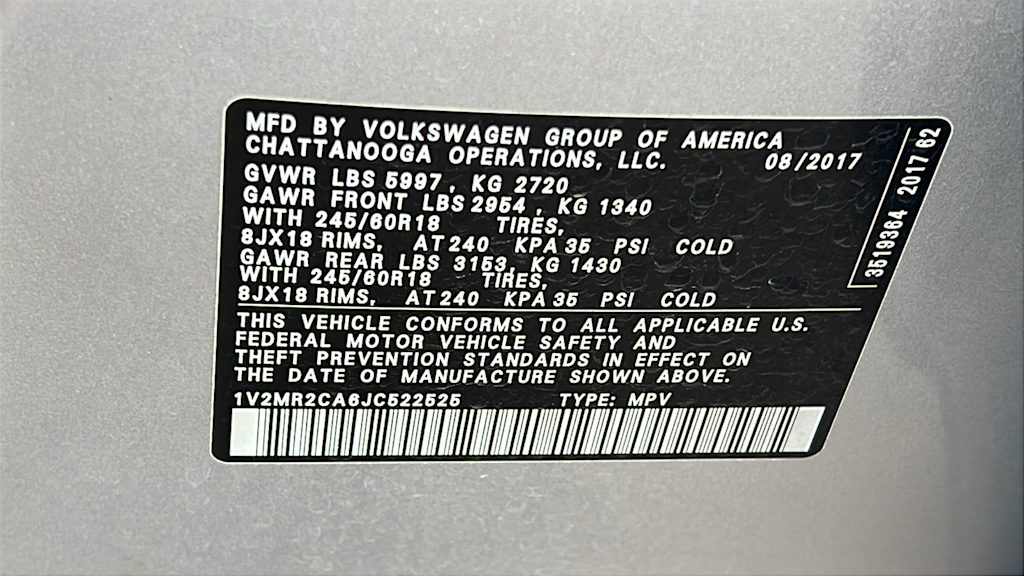 MFD BY VOLKSWAGEN GROUP OF AMERICA
CHATTANOOGA OPERATIONS, LLC. 08/2017
GVWR LBS 5997, KG 2720
GAWR FRONT LBS 2954, KG 1340
WITH 245/60R18 TIRES,
8JX18 RIMS, AT 240 KPA 35 PSI COLD
GAWR REAR LBS 3153, KG 1430
WITH 245/60R18 TIRES,
8JX18 RIMS, AT 240 KPA 35 PSI COLD
THIS VEHICLE CONFORMS TO ALL APPLICABLE U.S.
FEDERAL MOTOR VEHICLE SAFETY AND
THEFT PREVENTION STANDARDS IN EFFECT ON
THE DATE OF MANUFACTURE SHOWN ABOVE.
1V2MR2CA6JC522525 TYPE: MPV
3519364 2017 62